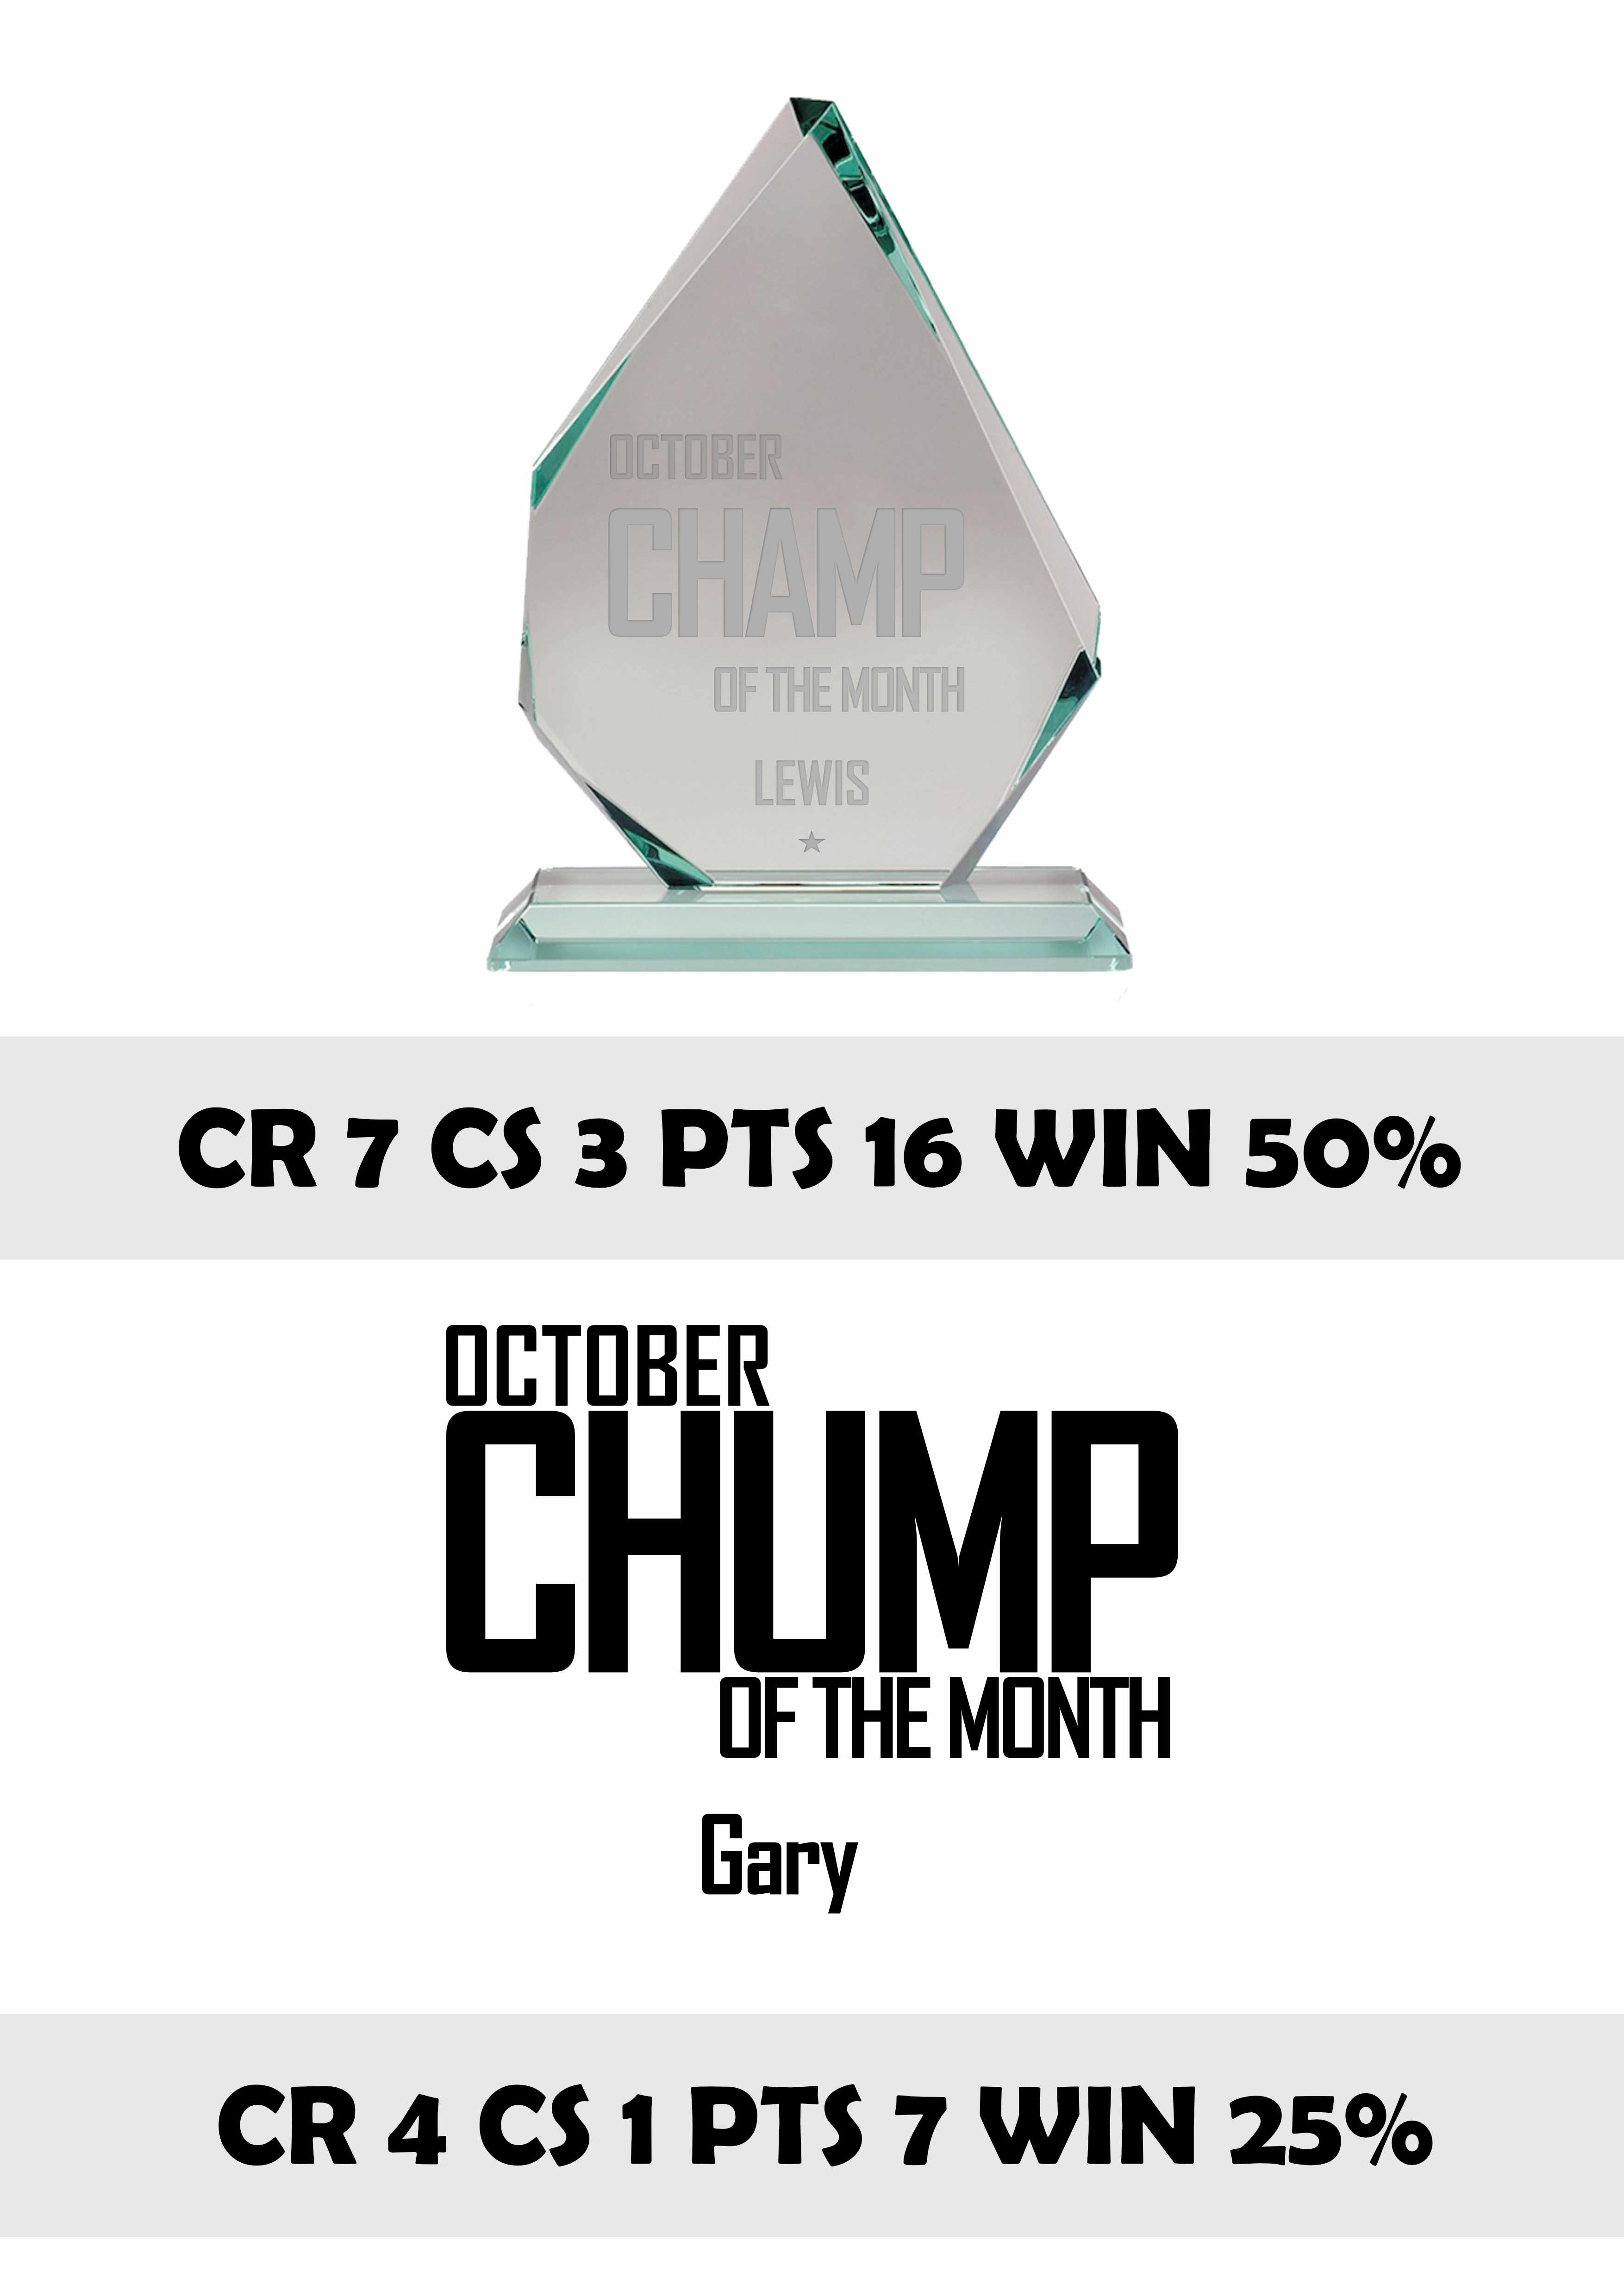 OCTOBER
CHAMP
OF THE MONTH
LEWIS
CR 7 CS 3 PTS 16 WIN 50%
OCTOBER
CHUMP
OF THE MONTH
Gary
CR 4 CS 1 PTS 7 WIN 25%